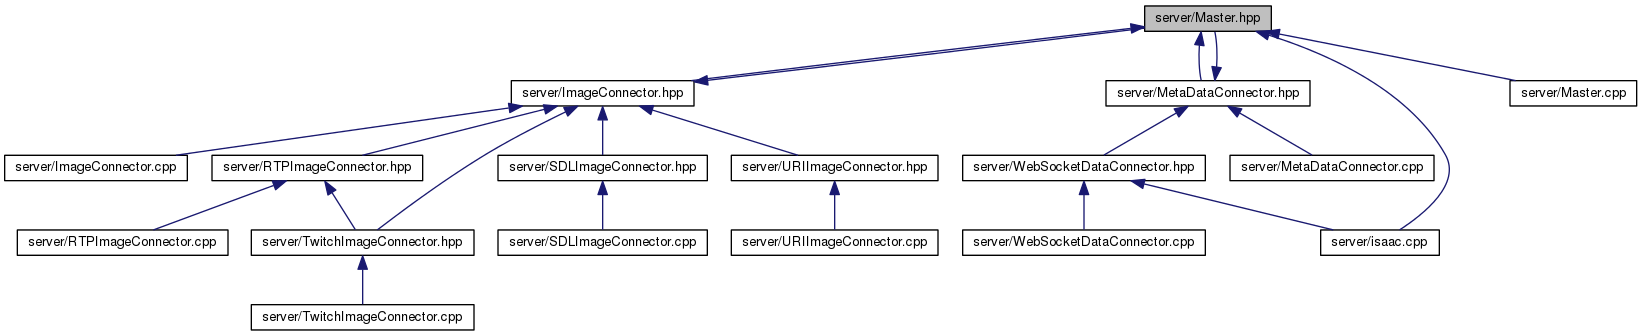 server/Master.hpp
server/ImageConnector.hpp
server/MetaDataConnector.hpp
server/Master.cpp
server/ImageConnector.cpp
server/RTPImageConnector.hpp
server/SDLImageConnector.hpp
server/URIImageConnector.hpp
server/WebSocketDataConnector.hpp
server/MetaDataConnector.cpp
server/RTPImageConnector.cpp
server/TwitchImageConnector.hpp
server/SDLImageConnector.cpp
server/URIImageConnector.cpp
server/WebSocketDataConnector.cpp
server/isaac.cpp
server/TwitchImageConnector.cpp